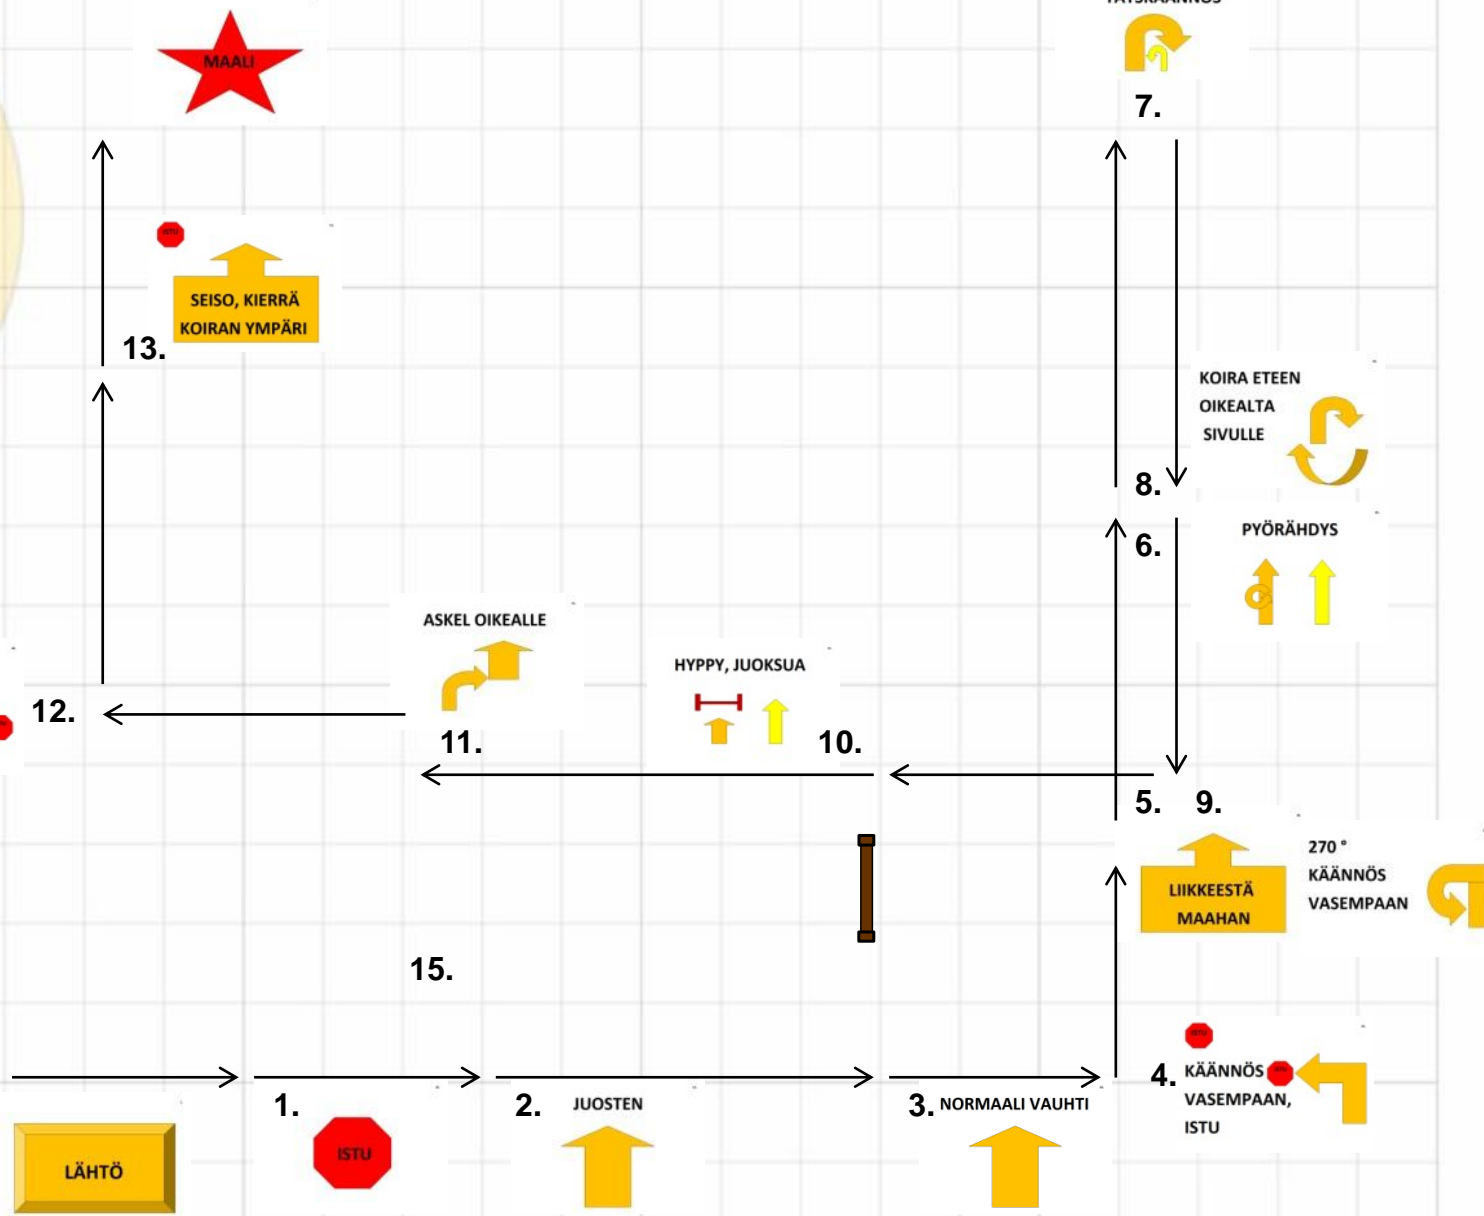 MAALI
TÄYSKÄÄNNÖS
7.
ISTU
SEISO, KIERRÄ
KOIRAN YMPÄRI
13.
KOIRA ETEEN
OIKEALTA
SIVULLE
8.
6.
PYÖRÄHDYS
ASKEL OIKEALLE
HYPPY, JUOKSUA
12.
11.
10.
5.
9.
LIIKKEESTÄ
MAAHAN
270 °
KÄÄNNÖS
VASEMPAAN
15.
4.
KÄÄNNÖS
VASEMPAAN,
ISTU
1.
ISTU
2.
JUOSTEN
3.
NORMAALI VAUHTI
LÄHTÖ